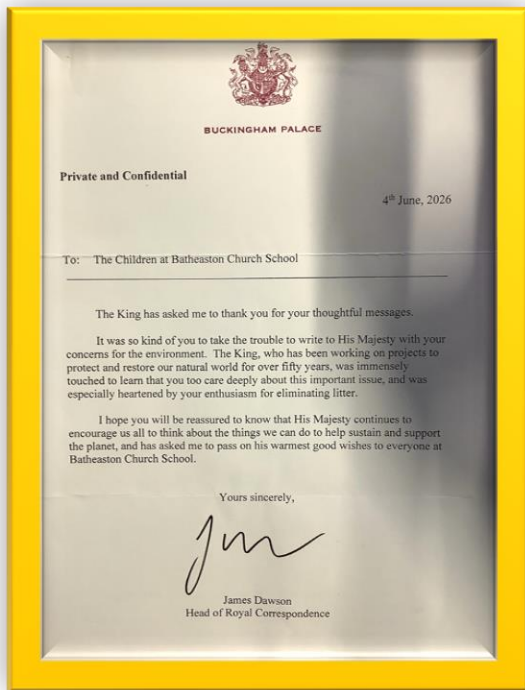 BUCKINGHAM PALACE
Private and Confidential
4th June, 2026
To: The Children at Batheaston Church School
The King has asked me to thank you for your thoughtful messages.
It was so kind of you to take the trouble to write to His Majesty with your
concerns for the environment. The King, who has been working on projects to
protect and restore our natural world for over fifty years, was immensely
touched to learn that you too care deeply about this important issue, and was
especially heartened by your enthusiasm for eliminating litter.
I hope you will be reassured to know that His Majesty continues to
encourage us all to think about the things we can do to help sustain and support
the planet, and has asked me to pass on his warmest good wishes to everyone at
Batheaston Church School.
Yours sincerely,
James Dawson
Head of Royal Correspondence